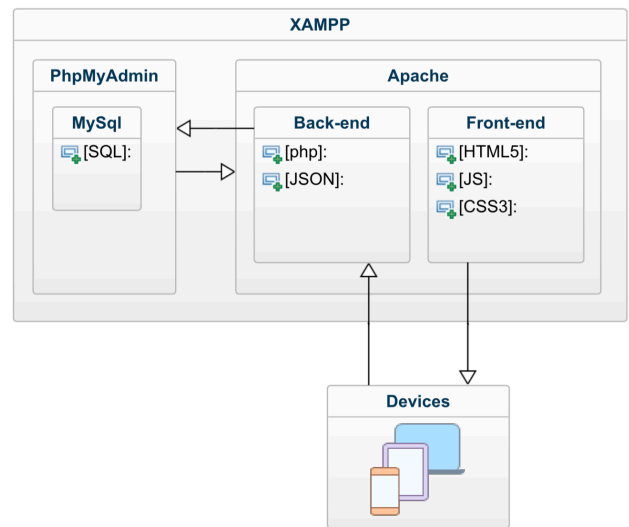 XAMPP
PhpMyAdmin
MySql
[SQL]:
Apache
Back-end
[php]:
[JSON]:
Front-end
[HTML5]:
[JS]:
[CSS3]:
Devices